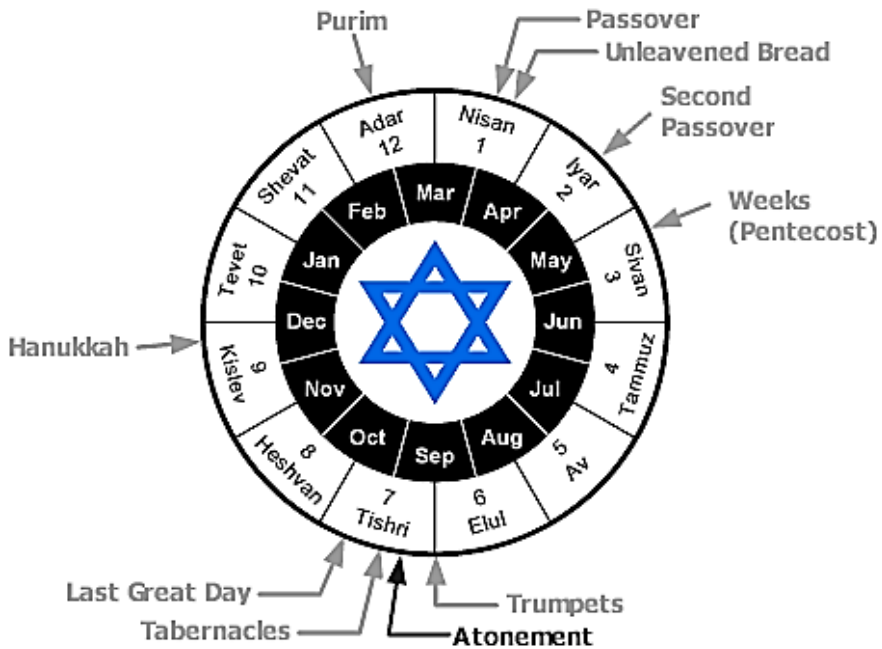 Purim
Passover
Unleavened Bread
Second
Passover
Weeks
(Pentecost)
Hanukkah
Last Great Day
Tabernacles
Atonement
Trumpets
Nisan
1
Iyar
2
Sivan
3
4
Tammuz
5
Av
6
Elul
7
Tishri
8
Heshvan
9
Kislev
Tevet
10
Shevat
11
Adar
12
Mar
Apr
May
Jun
Jul
Aug
Sep
Oct
Nov
Dec
Jan
Feb